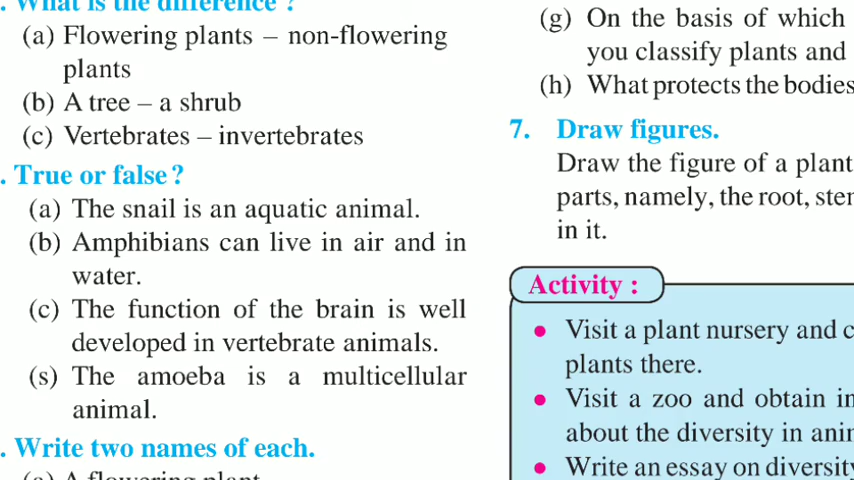 . What is the difference ?
(a) Flowering plants – non-flowering
plants
(b) A tree – a shrub
(c) Vertebrates – invertebrates
. True or false ?
(a) The snail is an aquatic animal.
(b) Amphibians can live in air and in
water.
(c) The function of the brain is well
developed in vertebrate animals.
(s) The amoeba is a multicellular
animal.
. Write two names of each.
(a) A flowering plant
(g) On the basis of which
you classify plants and
(h) What protects the bodies
7. Draw figures.
Draw the figure of a plant
parts, namely, the root,
in it.
Activity :
• Visit a plant nursery and
plants there.
• Visit a zoo and obtain
about the diversity in
• Write an essay on diversity